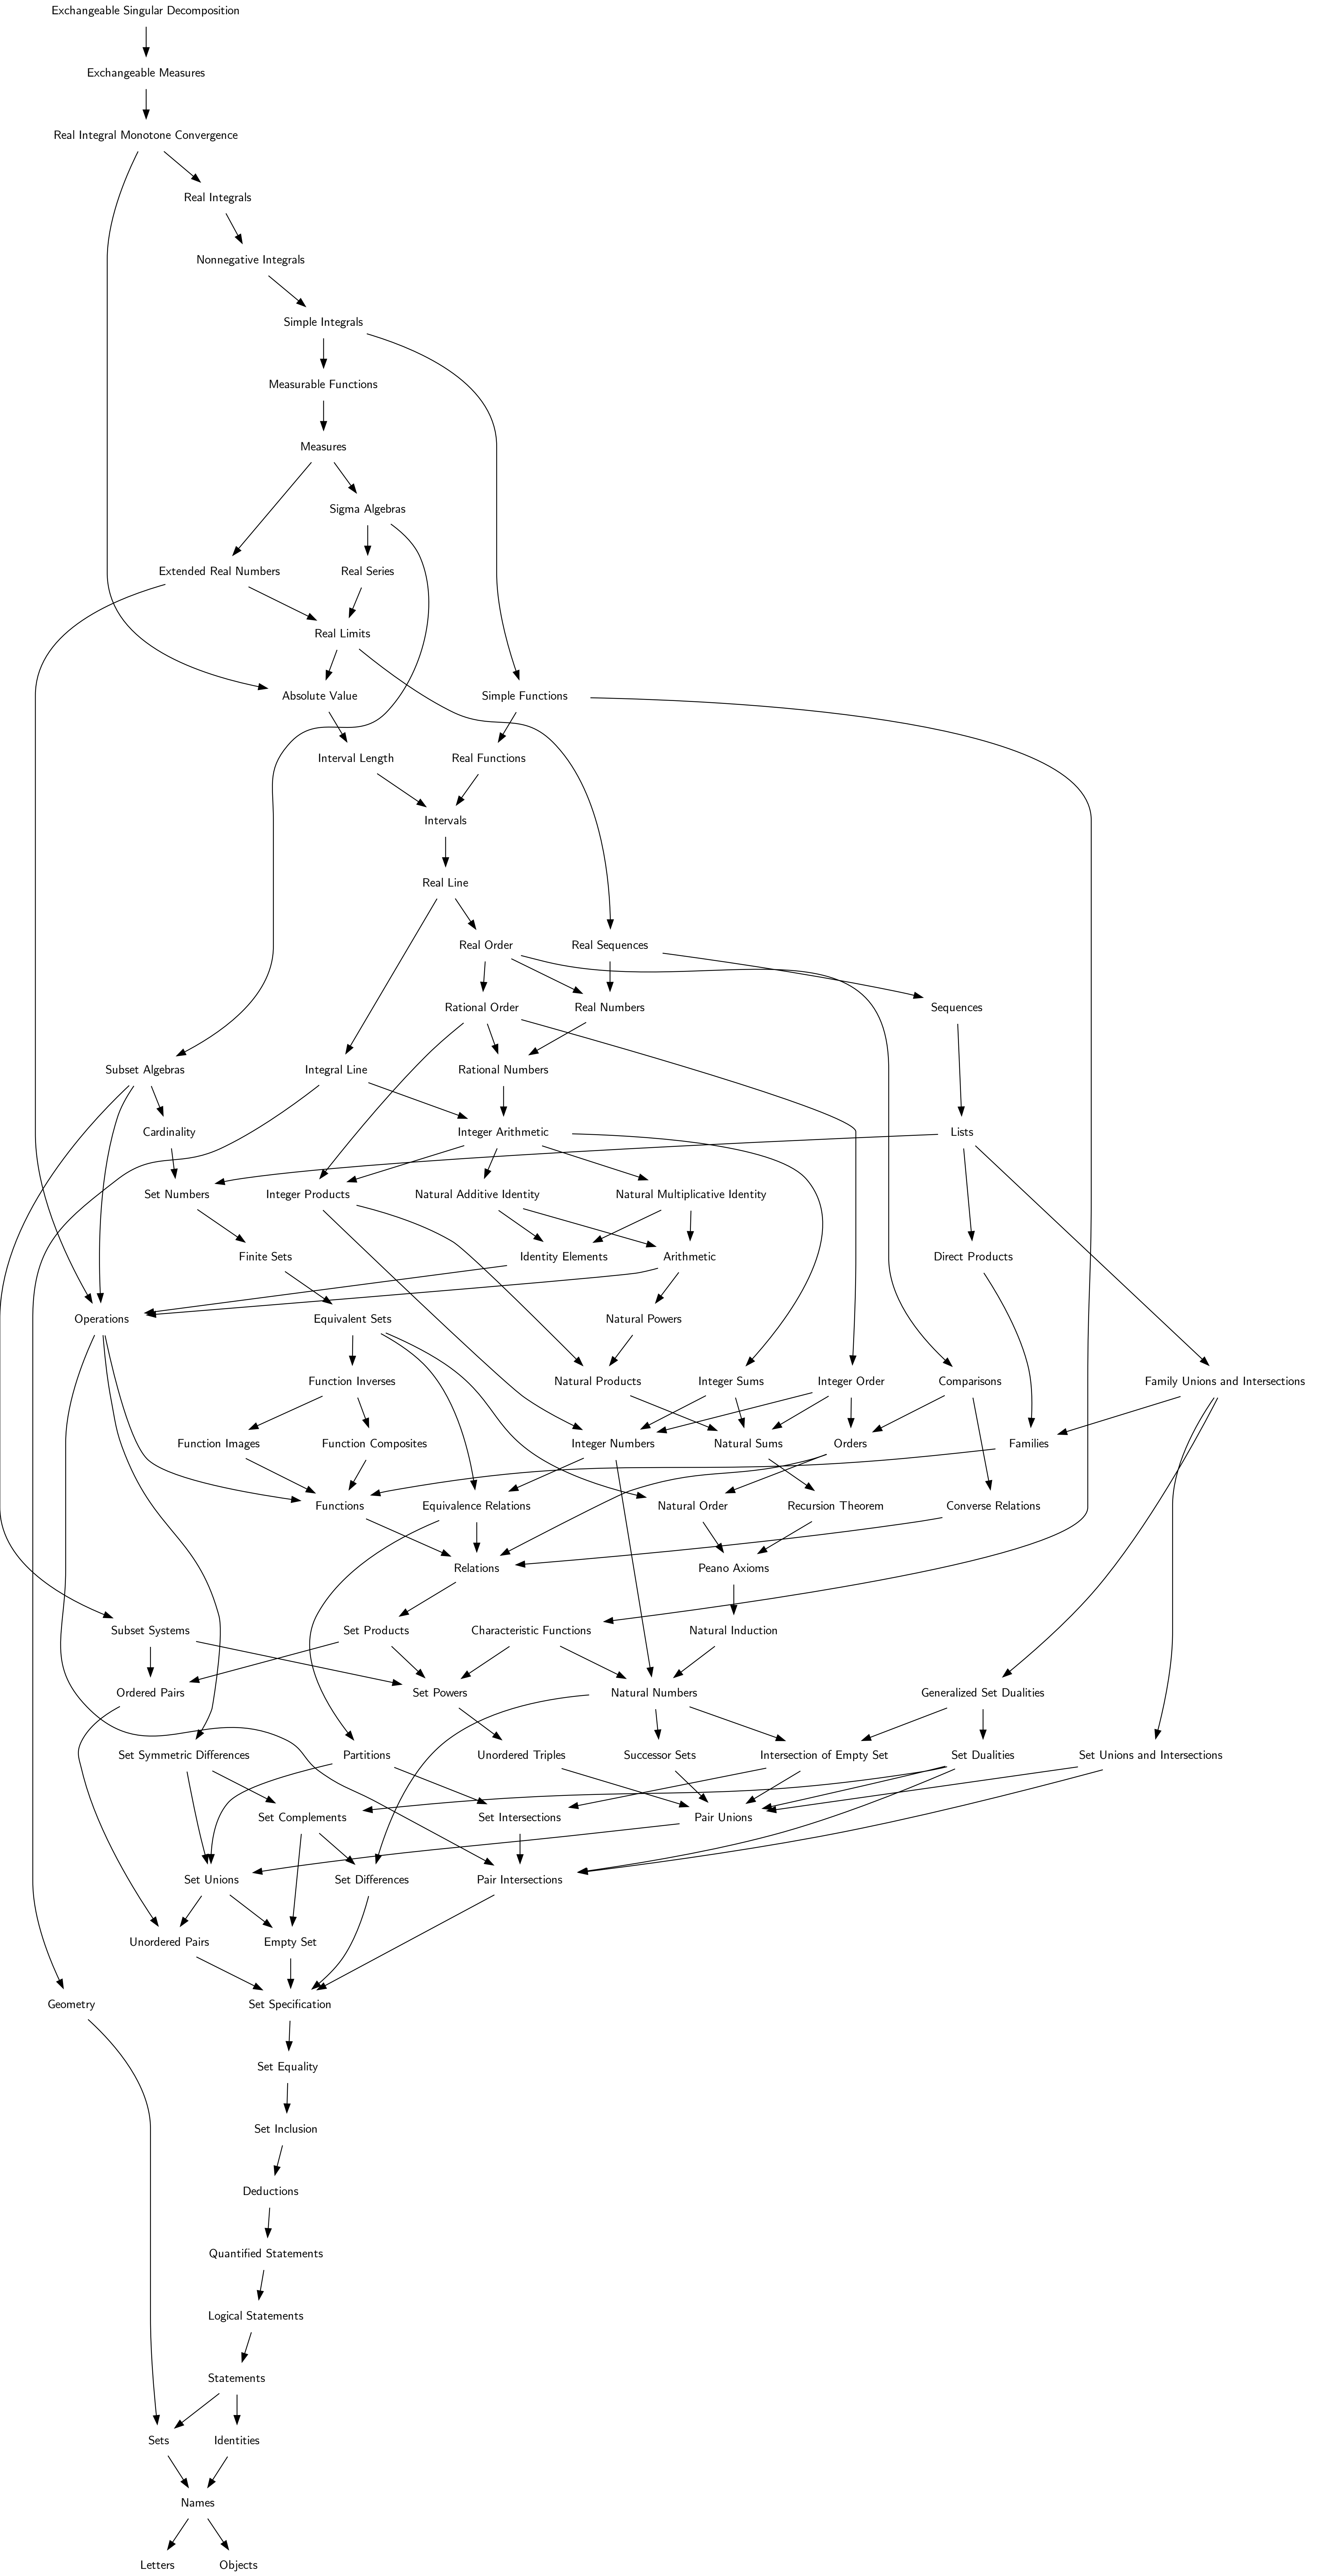 Exchangeable Singular Decomposition
Exchangeable Measures
Real Integral Monotone Convergence
Real Integrals
Nonnegative Integrals
Simple Integrals
Measurable Functions
Measures
Sigma Algebras
Extended Real Numbers
Real Series
Real Limits
Absolute Value
Simple Functions
Interval Length
Real Functions
Intervals
Real Line
Real Order
Real Sequences
Rational Order
Real Numbers
Sequences
Subset Algebras
Integral Line
Rational Numbers
Cardinality
Integer Arithmetic
Lists
Set Numbers
Integer Products
Natural Additive Identity
Natural Multiplicative Identity
Finite Sets
Identity Elements
Arithmetic
Direct Products
Operations
Equivalent Sets
Natural Powers
Function Inverses
Natural Products
Integer Sums
Integer Order
Comparisons
Family Unions and Intersections
Function Images
Function Composites
Integer Numbers
Natural Sums
Orders
Families
Functions
Equivalence Relations
Natural Order
Recursion Theorem
Converse Relations
Relations
Peano Axioms
Subset Systems
Set Products
Characteristic Functions
Natural Induction
Ordered Pairs
Set Powers
Natural Numbers
Generalized Set Dualities
Set Symmetric Differences
Partitions
Unordered Triples
Successor Sets
Intersection of Empty Set
Set Dualities
Set Unions and Intersections
Set Complements
Set Intersections
Pair Unions
Set Unions
Set Differences
Pair Intersections
Unordered Pairs
Empty Set
Geometry
Set Specification
Set Equality
Set Inclusion
Deductions
Quantified Statements
Logical Statements
Statements
Sets
Identities
Names
Letters
Objects